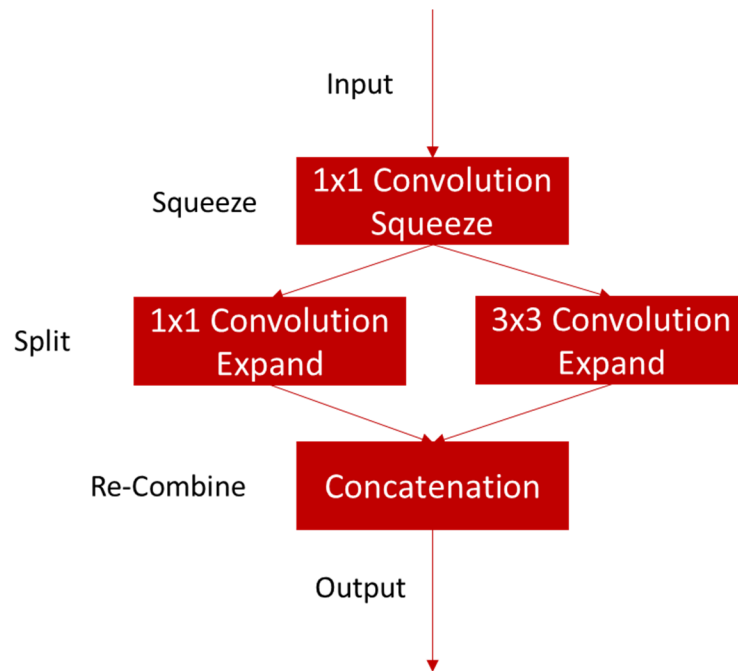 Input
Squeeze
1x1 Convolution
Squeeze
Split
1x1 Convolution
Expand
3x3 Convolution
Expand
Re-Combine
Concatenation
Output